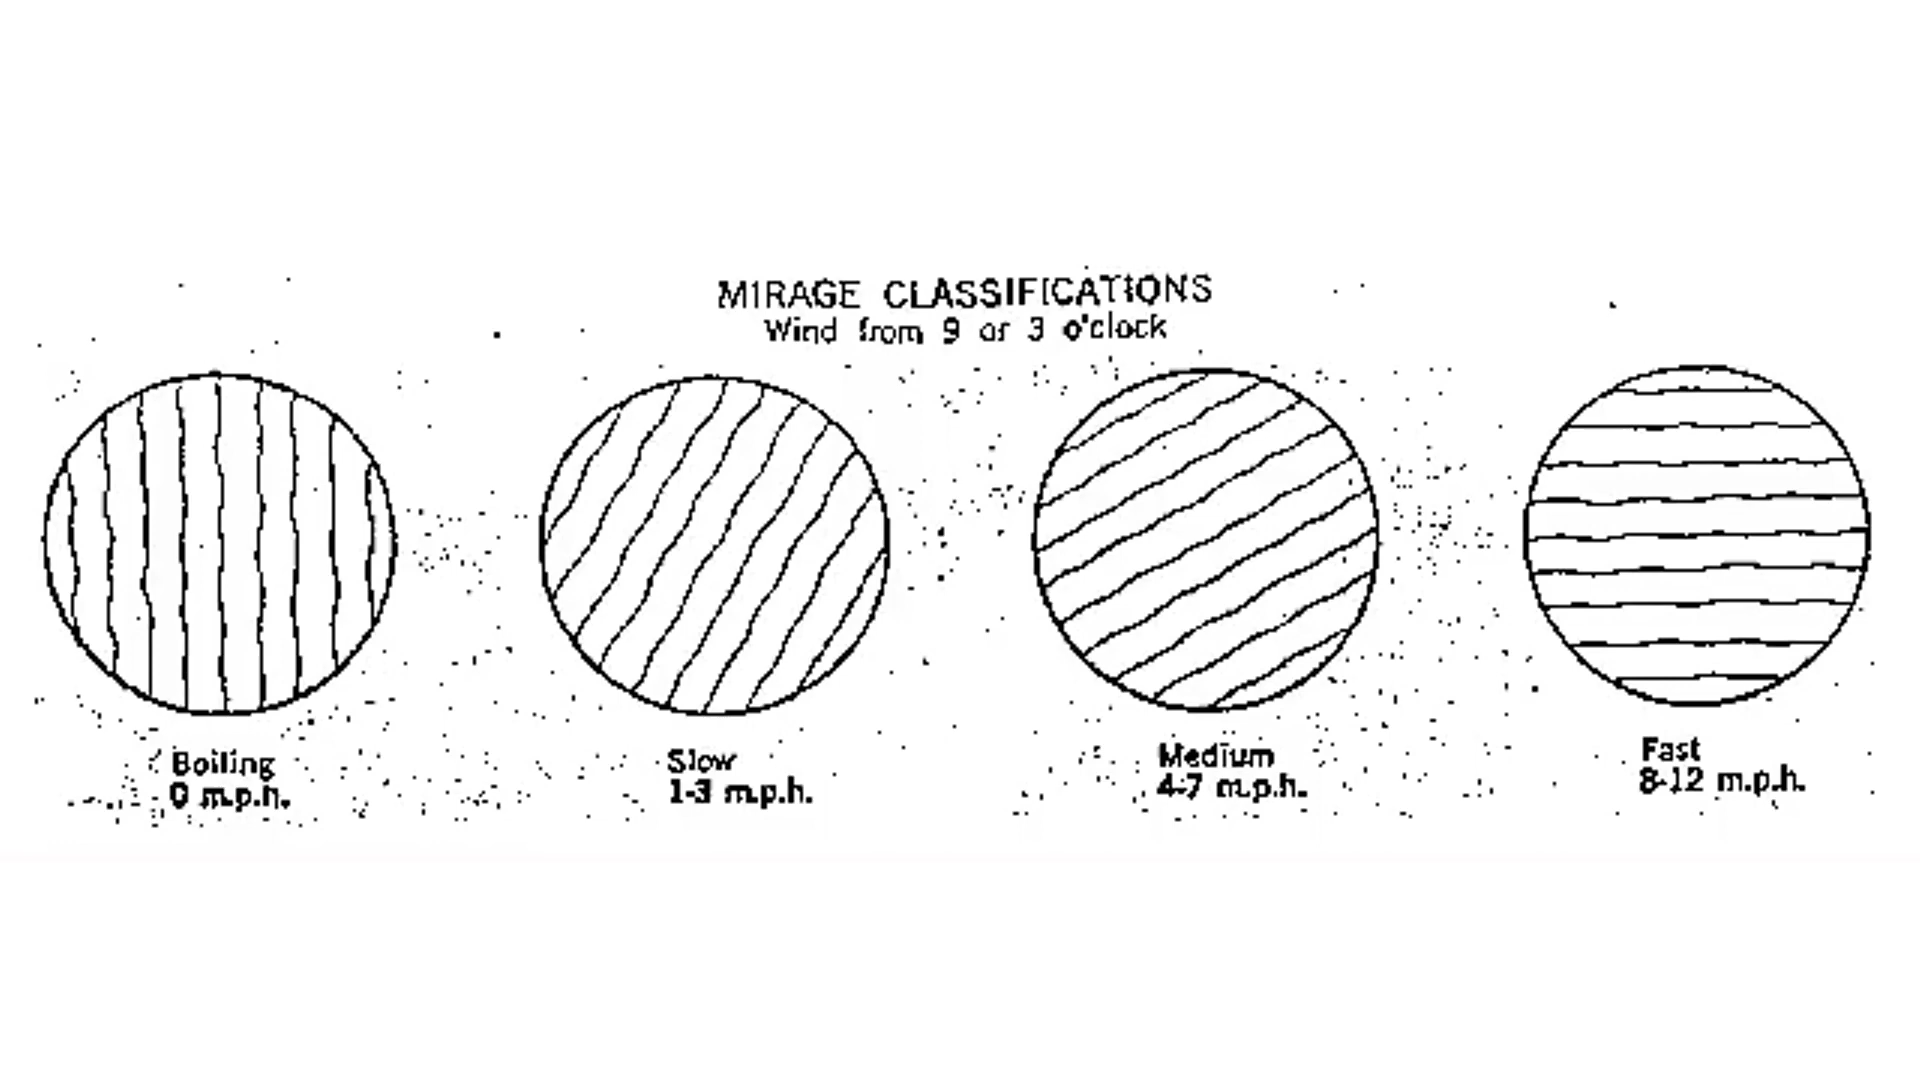 MIRAGE CLASSIFICATIONS
Wind from 9 or 3 o'clock
Boiling
0 m.p.h.
Slow
1-3 m.p.h.
Medium
4-7 m.p.h.
Fast
8-12 m.p.h.